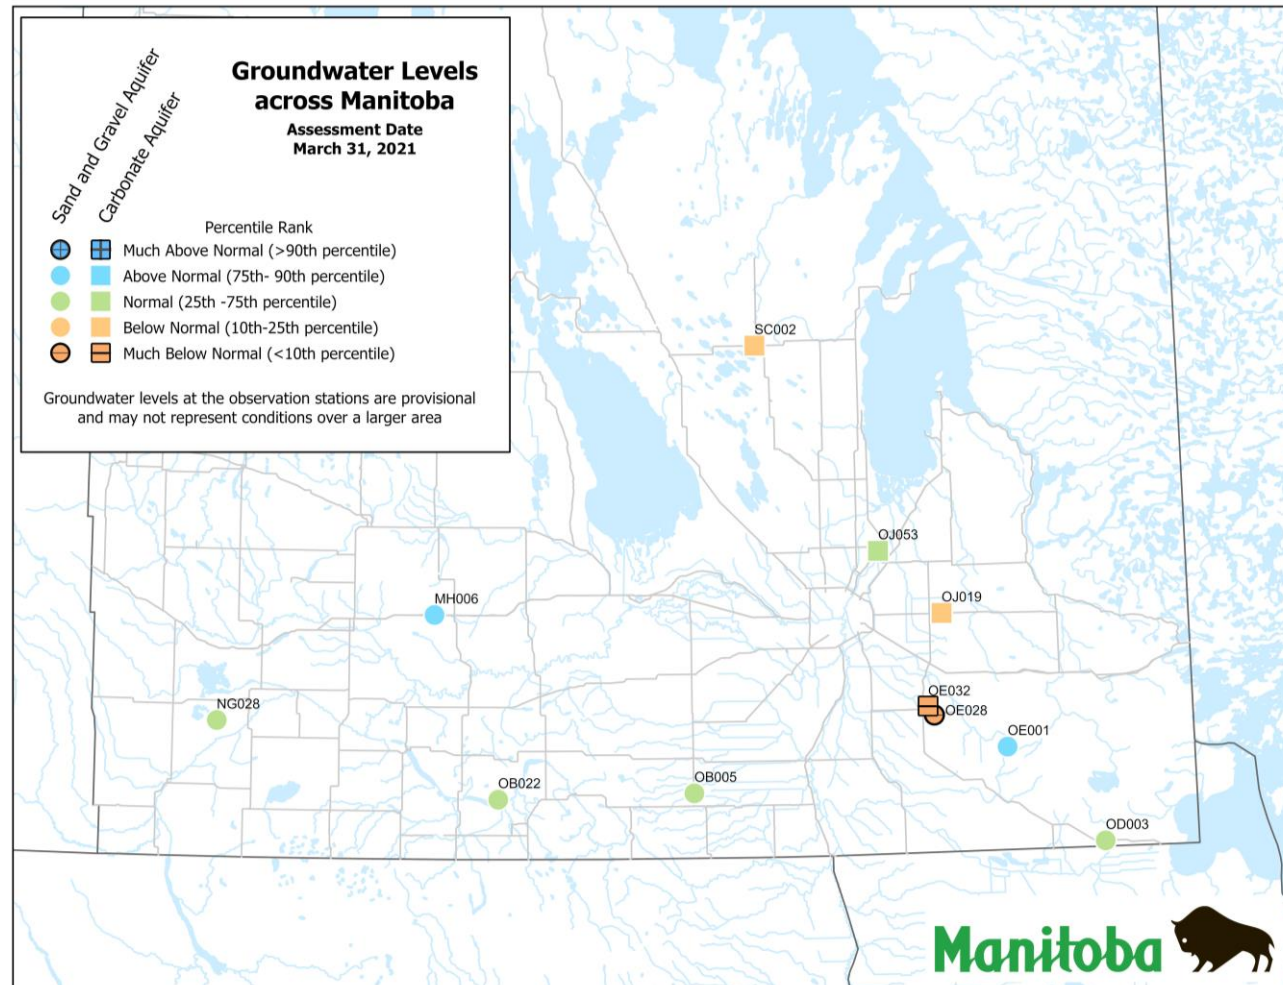 Groundwater Levels
across Manitoba
Assessment Date
March 31, 2021
Sand and Gravel Aquifer
Carbonate Aquifer
Percentile Rank
Much Above Normal (>90th percentile)
Above Normal (75th- 90th percentile)
Normal (25th -75th percentile)
Below Normal (10th-25th percentile)
Much Below Normal (<10th percentile)
Groundwater levels at the observation stations are provisional
and may not represent conditions over a larger area
SC002
OJ053
MH006
OJ019
OE032
NG028
OE028
OE001
OB022
OB005
OD003
Manitoba